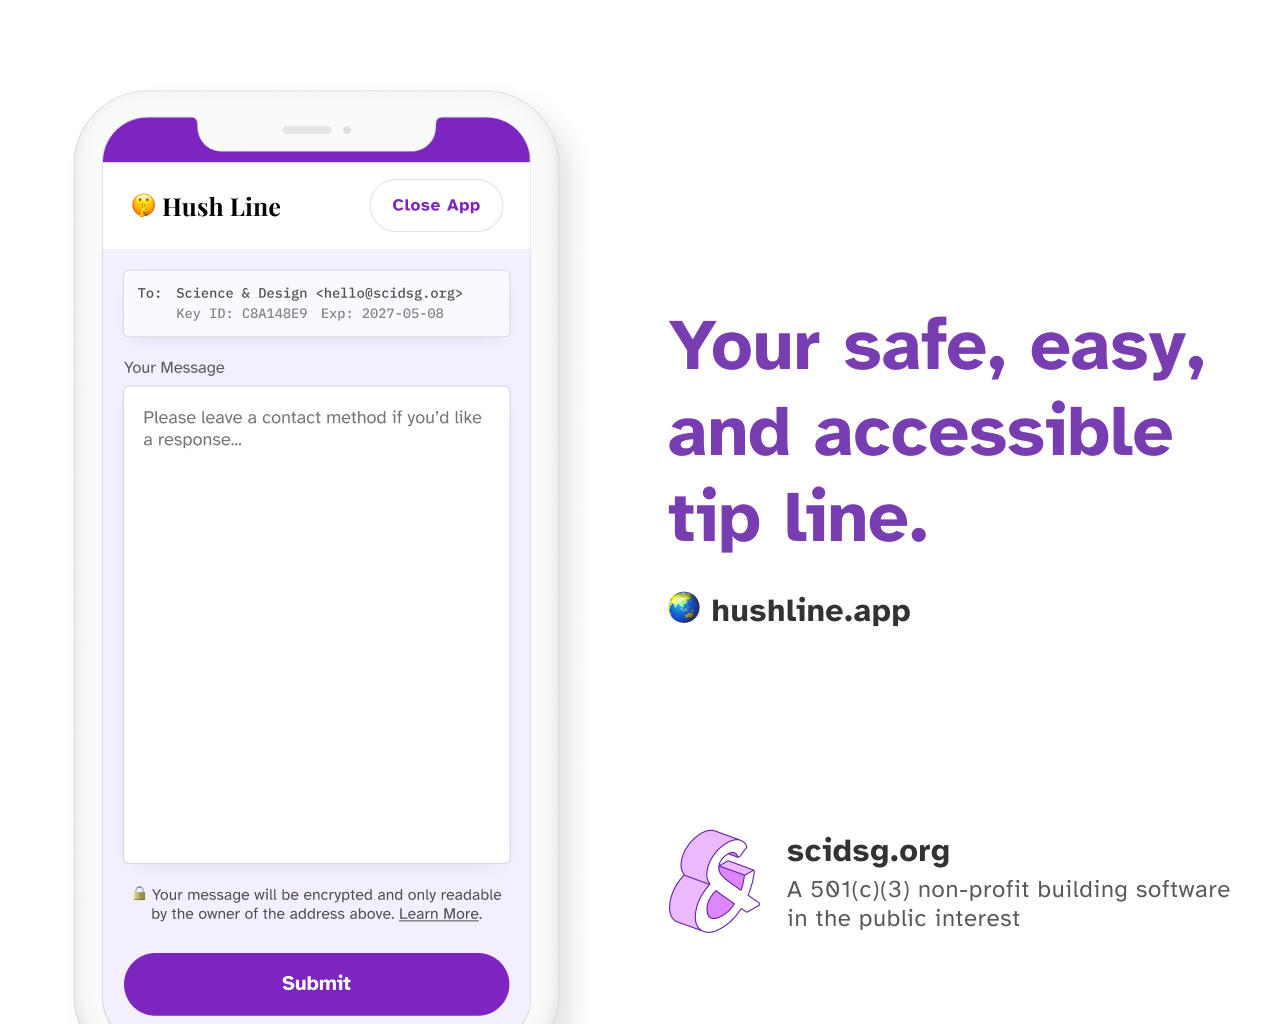 🤫 Hush Line
Close App
To: Science & Design <hello@scidsg.org>
Key ID: C8A148E9 Exp: 2027-05-08
Your Message
Please leave a contact method if you’d like
a response...
🔒 Your message will be encrypted and only readable
by the owner of the address above. Learn More.
Submit
Your safe, easy,
and accessible
tip line.
🌏 hushline.app
&
scidsg.org
A 501(c)(3) non-profit building software
in the public interest